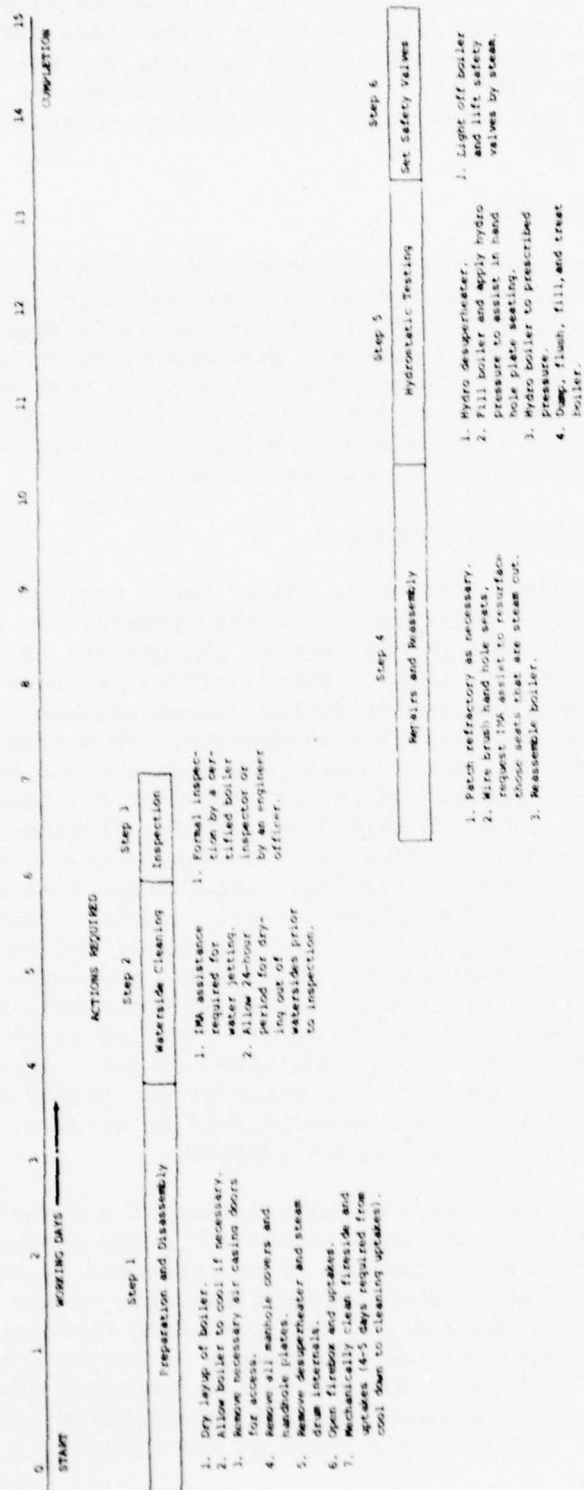 0 1 2 3 4 5 6 7 8 9 10 11 12 13 14 15
START WORKING DAYS COMPLETION
ACTIONS REQUIRED
Step 1
Preparation and Disassembly
1. Dry layup of boiler.
2. Allow boiler to cool if necessary.
3. Remove necessary air casing doors
for access.
4. Remove all manhole covers and
handhole plates.
5. Remove desuperheater and steam
drum internals.
6. Open firebox and uptakes.
7. Mechanically clean fireside and
uptakes (4-5 days required from
cool down to cleaning uptakes).
Step 2
Waterside Cleaning
1. IMA assistance
required for
water jetting.
2. Allow 24-hour
period for dry-
ing out of
watersides prior
to inspection.
Step 3
Inspection
1. Formal inspec-
tion by a cer-
tified boiler
inspector or
by an engineer
officer.
Step 4
Repairs and Reassembly
1. Patch refractory as necessary.
2. Wire brush hand hole seats,
request IMA assist to resurface
those seats that are steam cut.
3. Reassemble boiler.
Step 5
Hydrostatic Testing
1. Hydro desuperheater.
2. Fill boiler and apply hydro
pressure to assist in hand
hole plate seating.
3. Hydro boiler to prescribed
pressure.
4. Dump, flush, fill, and treat
boiler.
Step 6
Set Safety Valves
1. Light off boiler
and lift safety
valves by steam